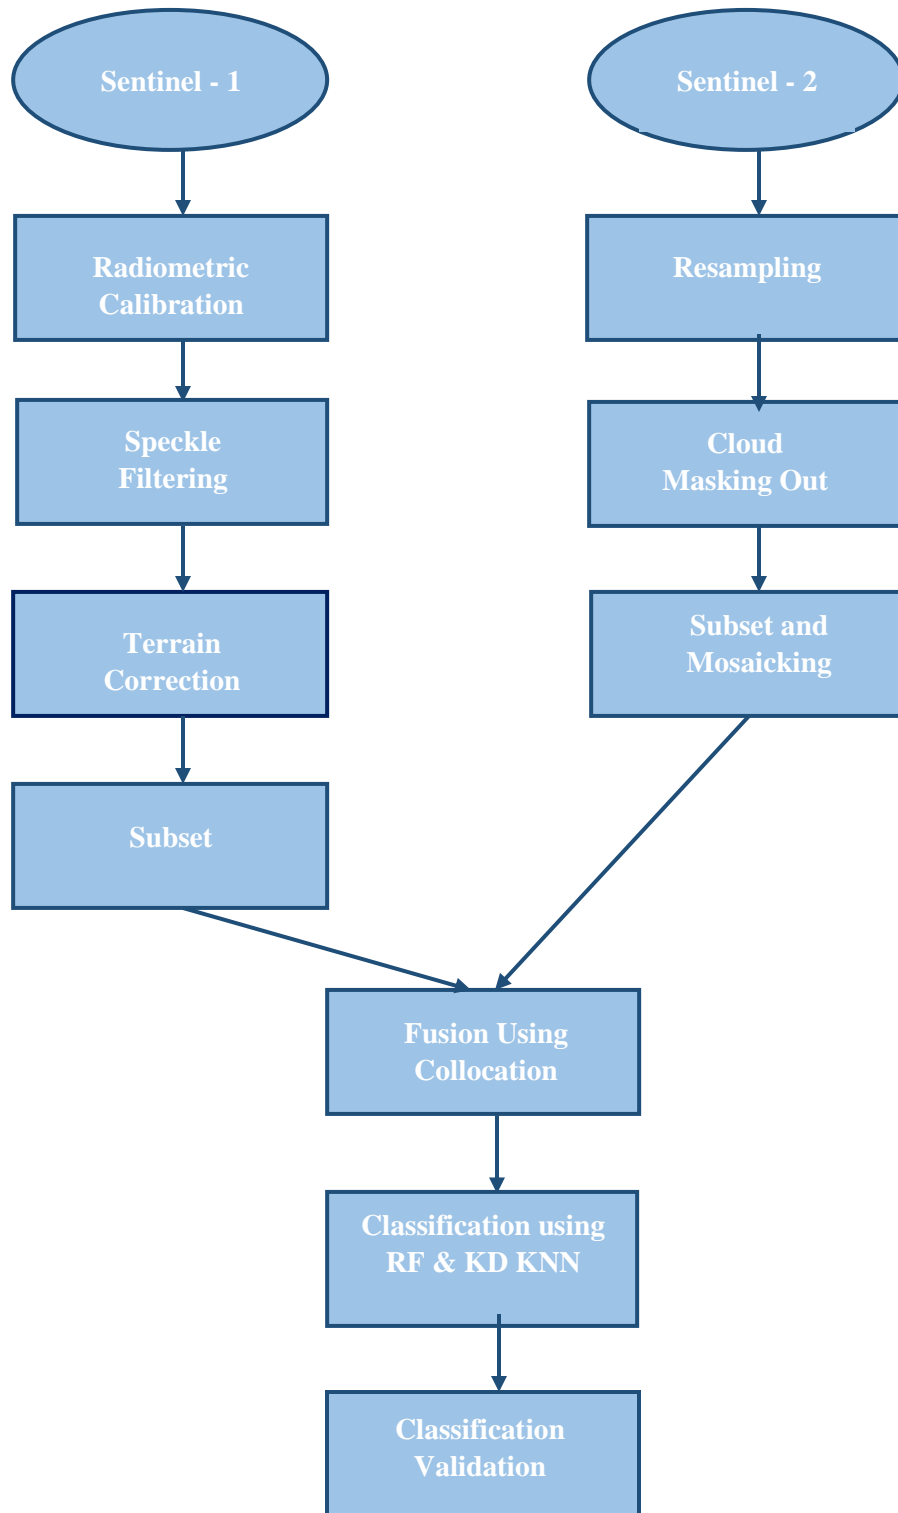 Sentinel - 1
Sentinel - 2
Radiometric
Calibration
Resampling
Speckle
Filtering
Cloud
Masking Out
Terrain
Correction
Subset and
Mosaicking
Subset
Fusion Using
Collocation
Classification using
RF & KD KNN
Classification
Validation